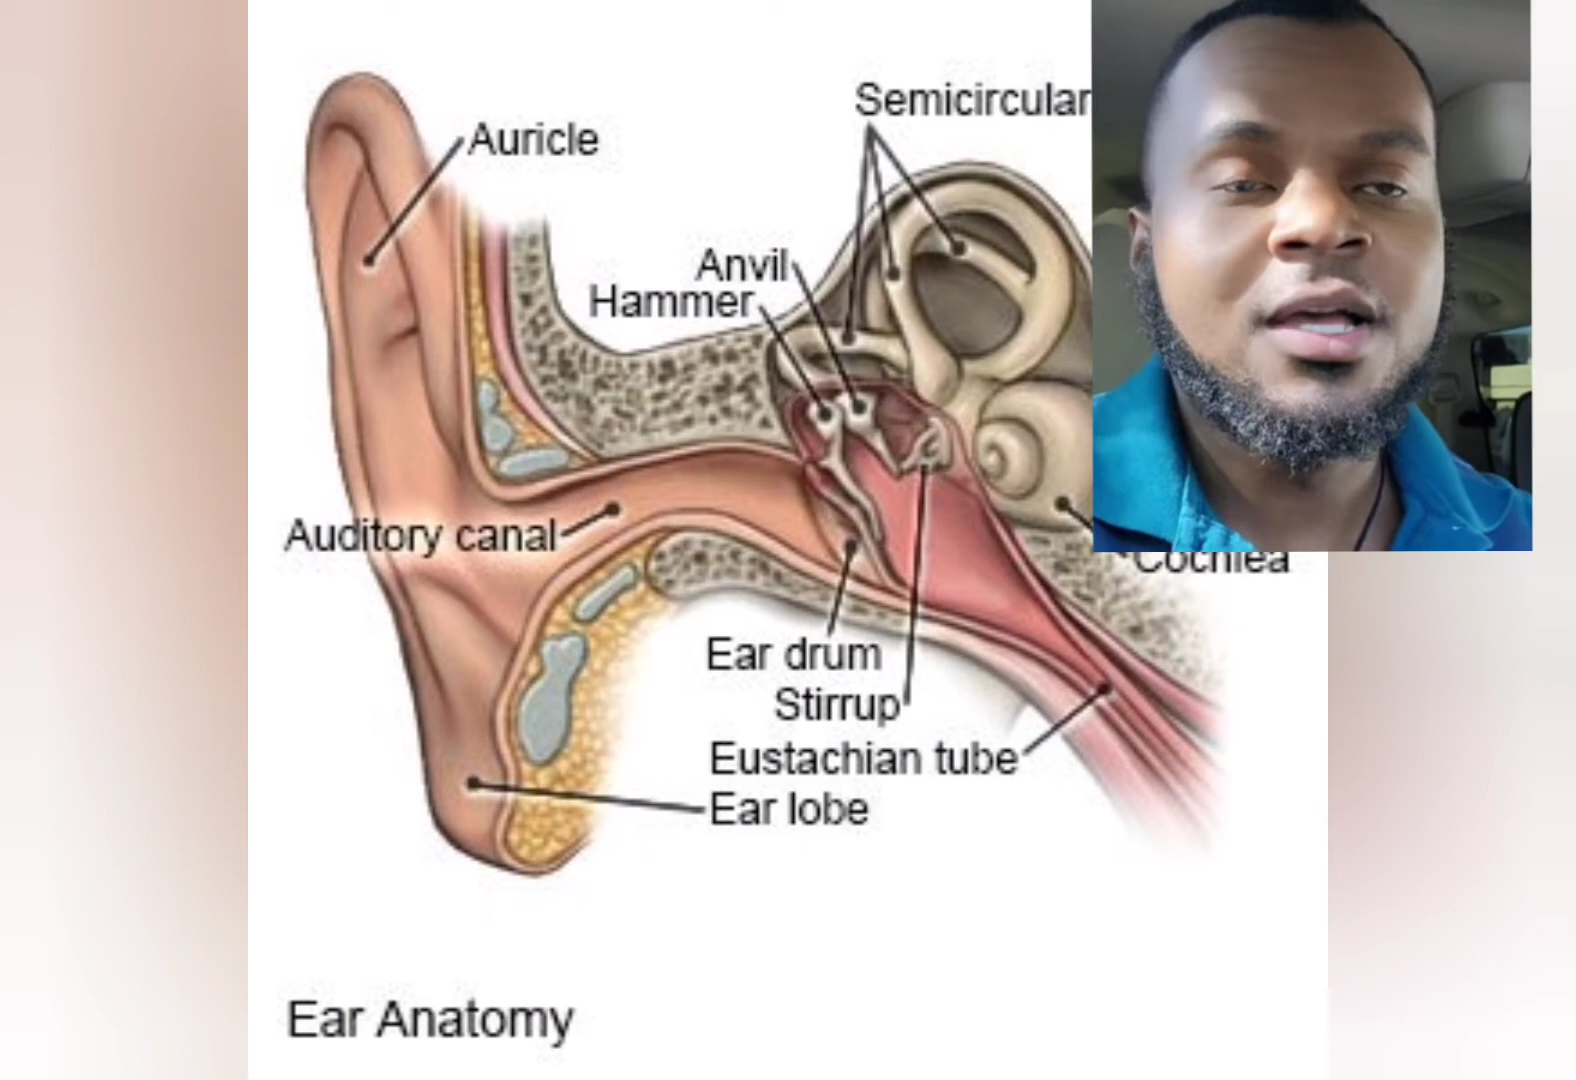 Semicircular
Auricle
Anvil
Hammer
Auditory canal
Cochlea
Ear drum
Stirrup
Eustachian tube
Ear lobe
Ear Anatomy